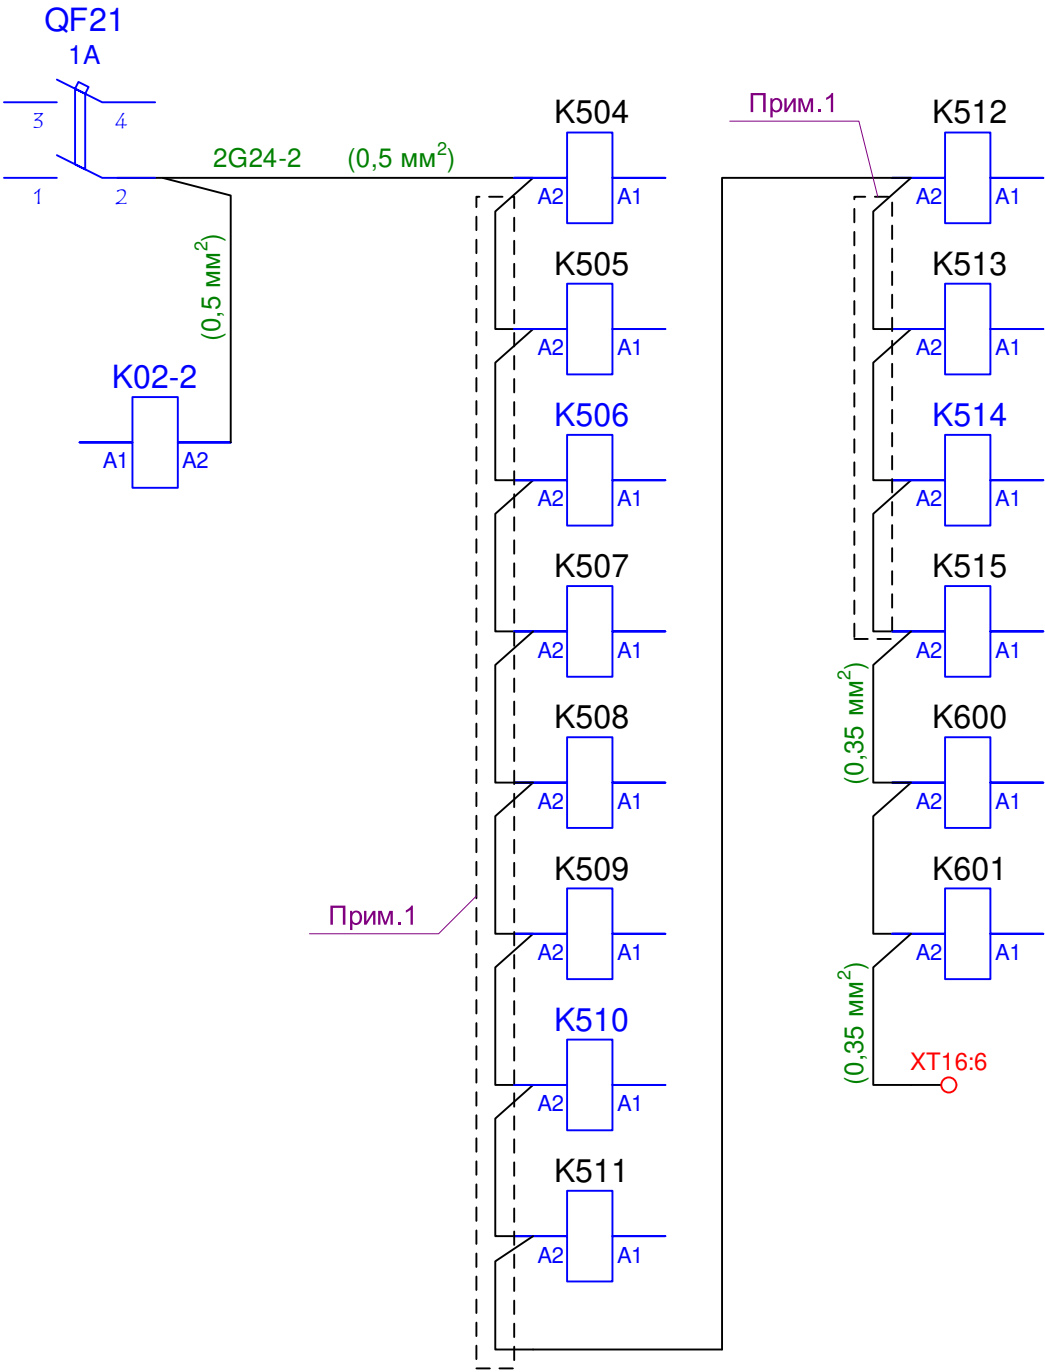 QF21
1A
3 4
1 2
2G24-2 (0,5 мм²)
(0,5 мм²)
K02-2
A1 A2
K504
A2 A1
K505
A2 A1
K506
A2 A1
K507
A2 A1
K508
A2 A1
K509
A2 A1
K510
A2 A1
K511
A2 A1
Прим.1
Прим.1
K512
A2 A1
K513
A2 A1
K514
A2 A1
K515
A2 A1
(0,35 мм²)
K600
A2 A1
K601
A2 A1
(0,35 мм²)
XT16:6